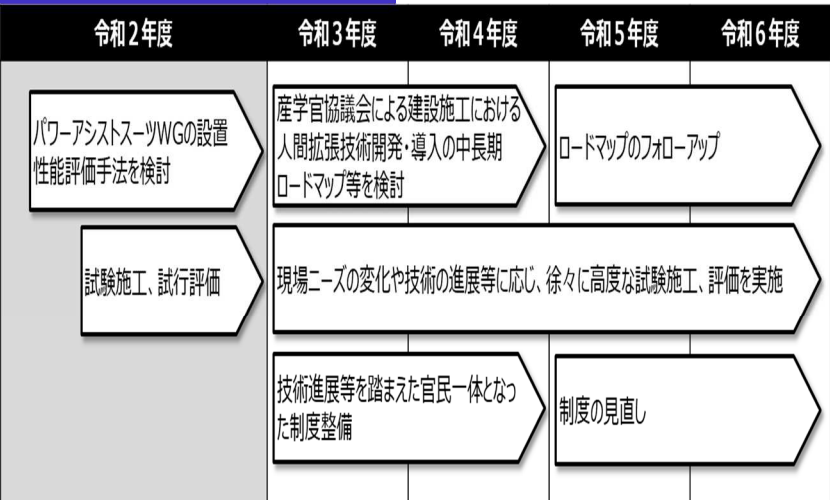 令和２年度 令和３年度 令和４年度 令和５年度 令和６年度
パワーアシストスーツWGの設置
性能評価手法を検討
産学官協議会による建設施工における
人間拡張技術開発・導入の中長期
ロードマップ等を検討
ロードマップのフォローアップ
試験施工、試行評価
現場ニーズの変化や技術の進展等に応じ、徐々に高度な試験施工、評価を実施
技術進展等を踏まえた官民一体となっ
た制度整備
制度の見直し